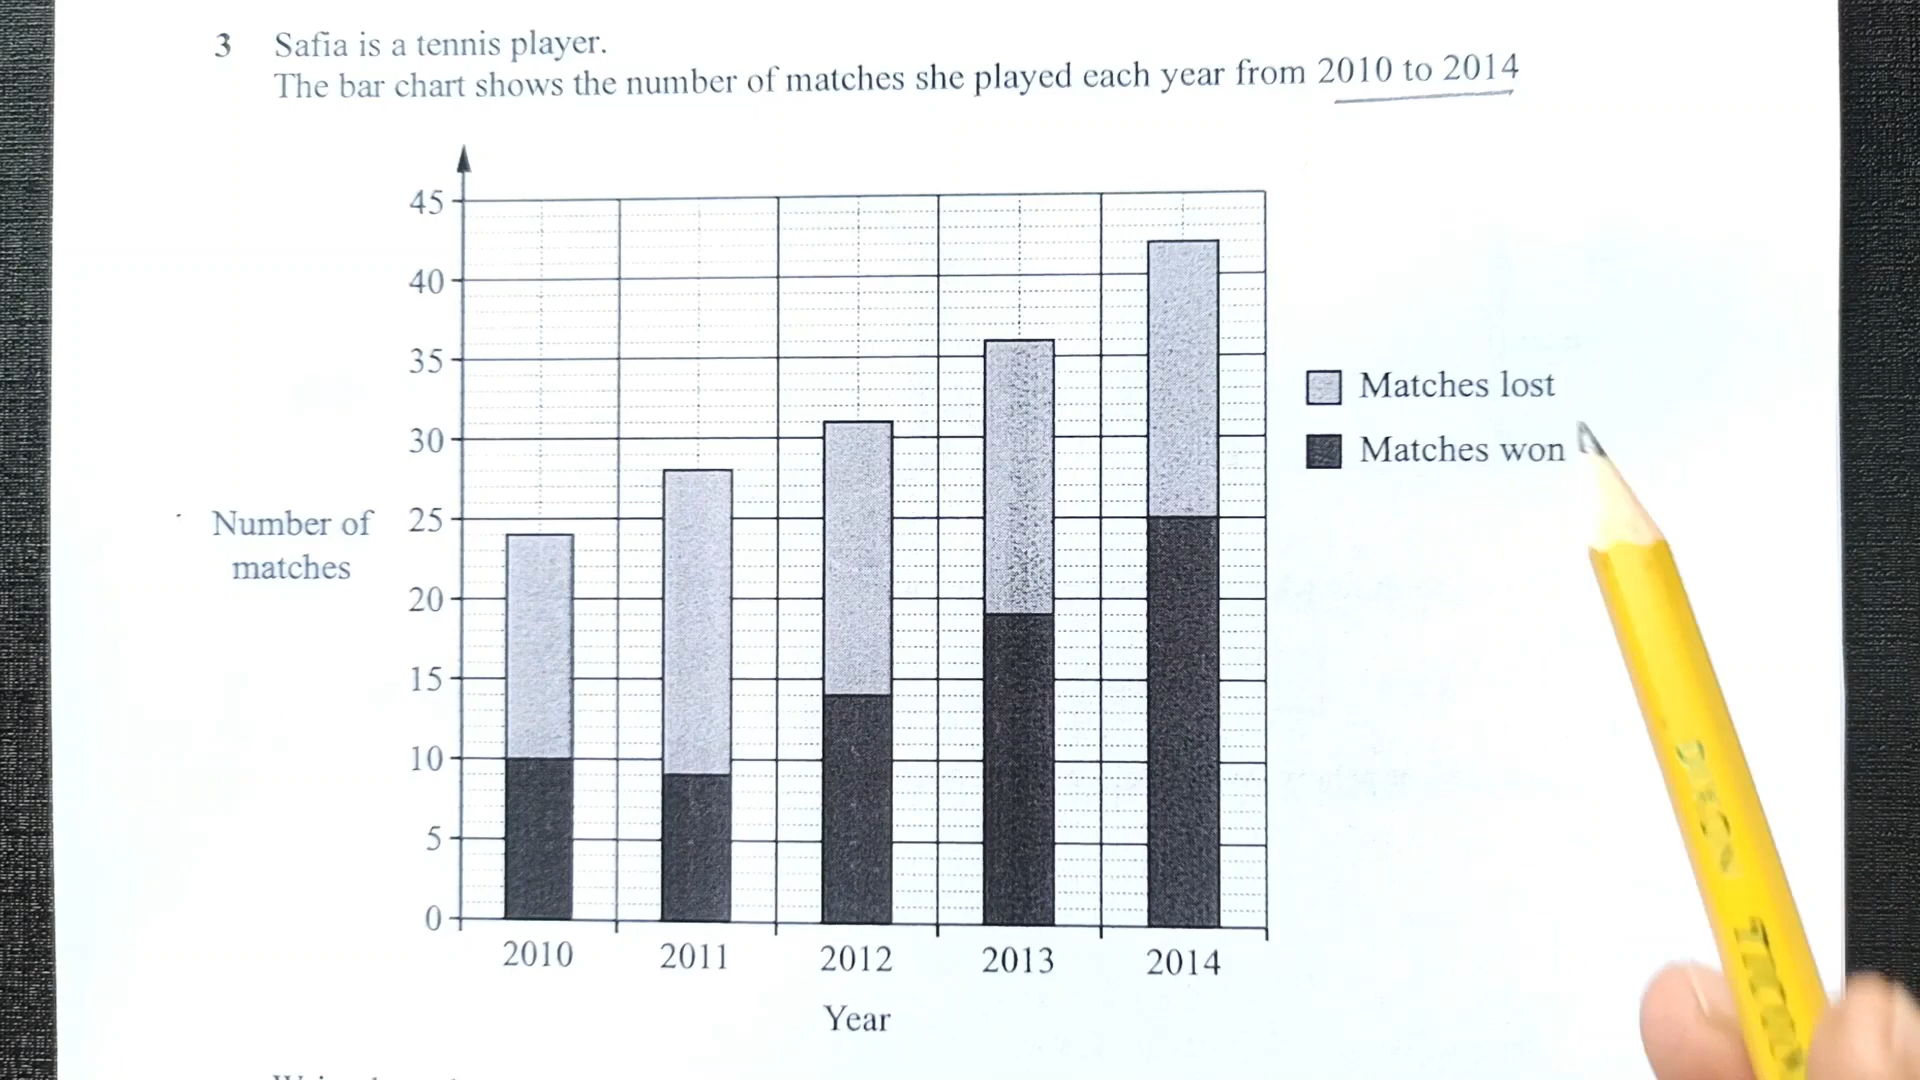 3 Safia is a tennis player.
The bar chart shows the number of matches she played each year from 2010 to 2014
45
40
35
30
25
20
15
10
5
0
Number of
matches
2010 2011 2012 2013 2014
Year
Matches lost
Matches won